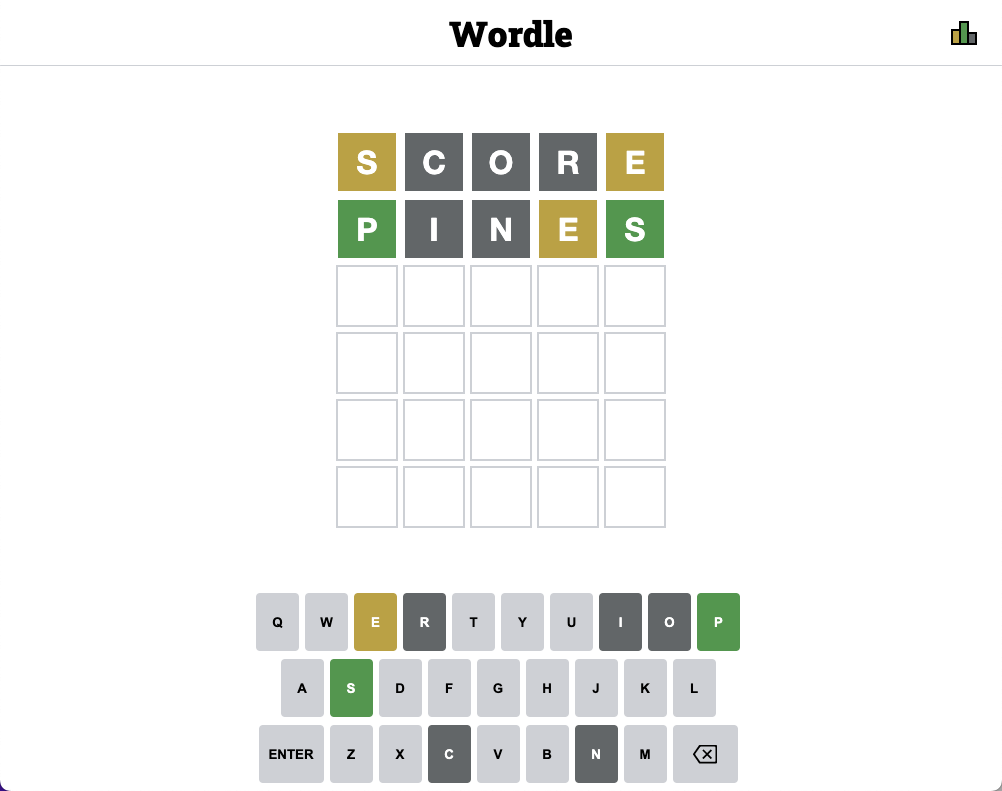 Wordle
S C O R E
P I N E S
Q W E R T Y U I O P
A S D F G H J K L
ENTER Z X C V B N M